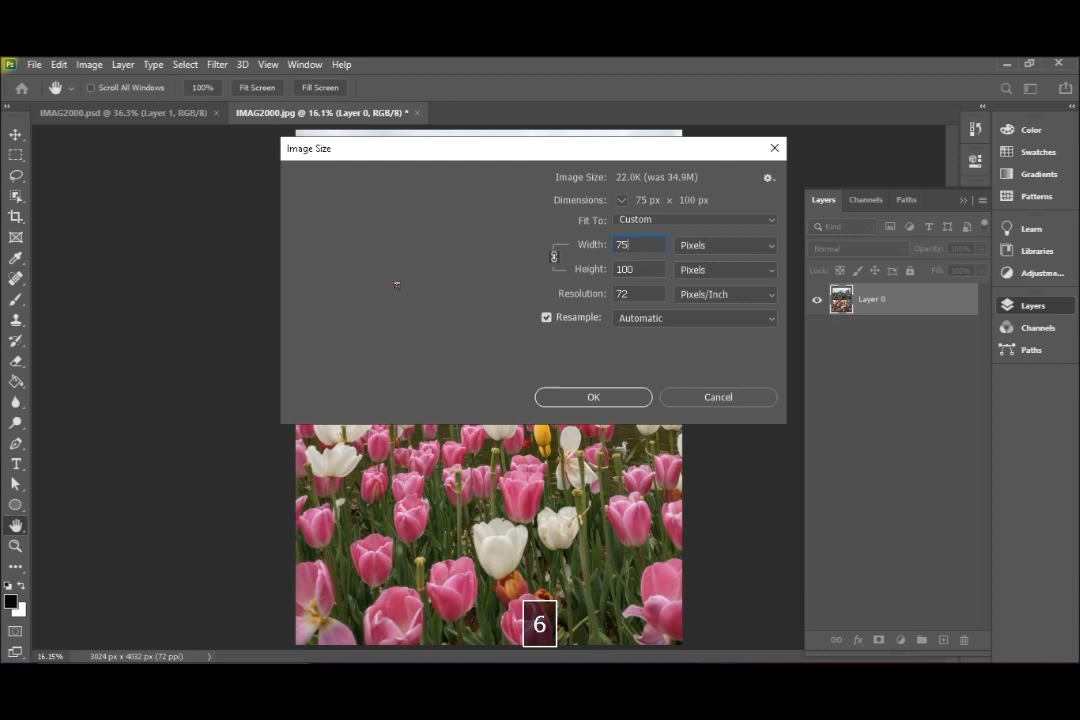 Ps File Edit Image Layer Type Select Filter 3D View Window Help
Scroll All Windows 100% Fit Screen Fill Screen
IMAG2000.psd @ 36.3% (Layer 1, RGB/8) × IMAG2000.jpg @ 16.1% (Layer 0, RGB/8) * ×
Image Size
Image Size: 22.0K (was 34.9M)
Dimensions: 75 px × 100 px
Fit To: Custom
Width: 75 Pixels
Height: 100 Pixels
Resolution: 72 Pixels/Inch
Resample: Automatic
OK Cancel
Layers Channels Paths
Kind
Normal Opacity: 100%
Lock: Fill: 100%
Layer 0
Color
Swatches
Gradients
Patterns
Learn
Libraries
Adjustme...
Layers
Channels
Paths
6
16.15% 3024 px x 4032 px (72 ppi)